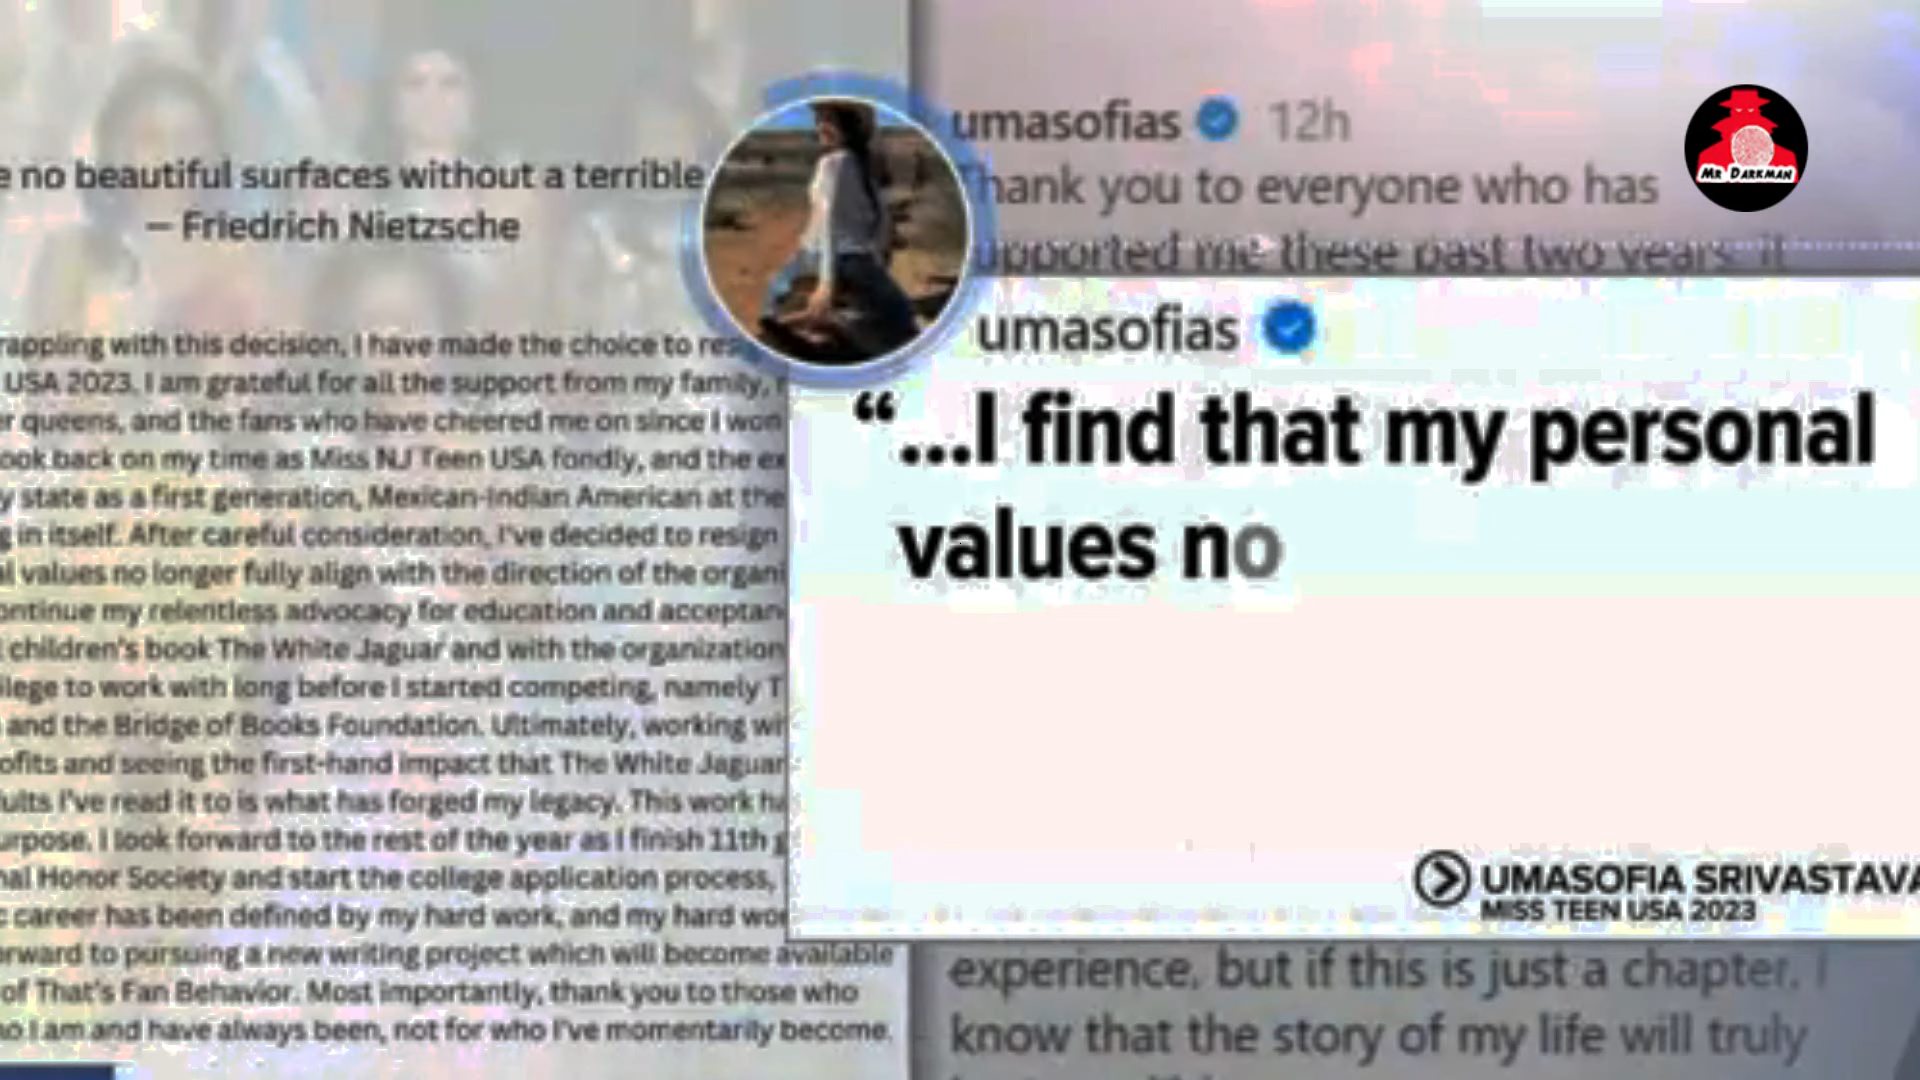 e no beautiful surfaces without a terrible
— Friedrich Nietzsche
rappling with this decision, I have made the choice to res
USA 2023. I am grateful for all the support from my family,
er queens, and the fans who have cheered me on since I won
ook back on my time as Miss NJ Teen USA fondly, and the ex
y state as a first generation, Mexican-Indian American at the
g in itself. After careful consideration, I've decided to resign
al values no longer fully align with the direction of the organi
ontinue my relentless advocacy for education and acceptan
children's book The White Jaguar and with the organization
ilege to work with long before I started competing, namely T
and the Bridge of Books Foundation. Ultimately, working wi
ofits and seeing the first-hand impact that The White Jaguar
ults I've read it to is what has forged my legacy. This work ha
urpose. I look forward to the rest of the year as I finish 11th g
nal Honor Society and start the college application process,
c career has been defined by my hard work, and my hard wo
orward to pursuing a new writing project which will become available
of That's Fan Behavior. Most importantly, thank you to those who
ho I am and have always been, not for who I've momentarily become.
umasofias 12h
Thank you to everyone who has
supported me these past two years. it
umasofias
“...I find that my personal
values no
UMASOFIA SRIVASTAVA
MISS TEEN USA 2023
experience, but if this is just a chapter, I
know that the story of my life will truly
MR DARKMAN